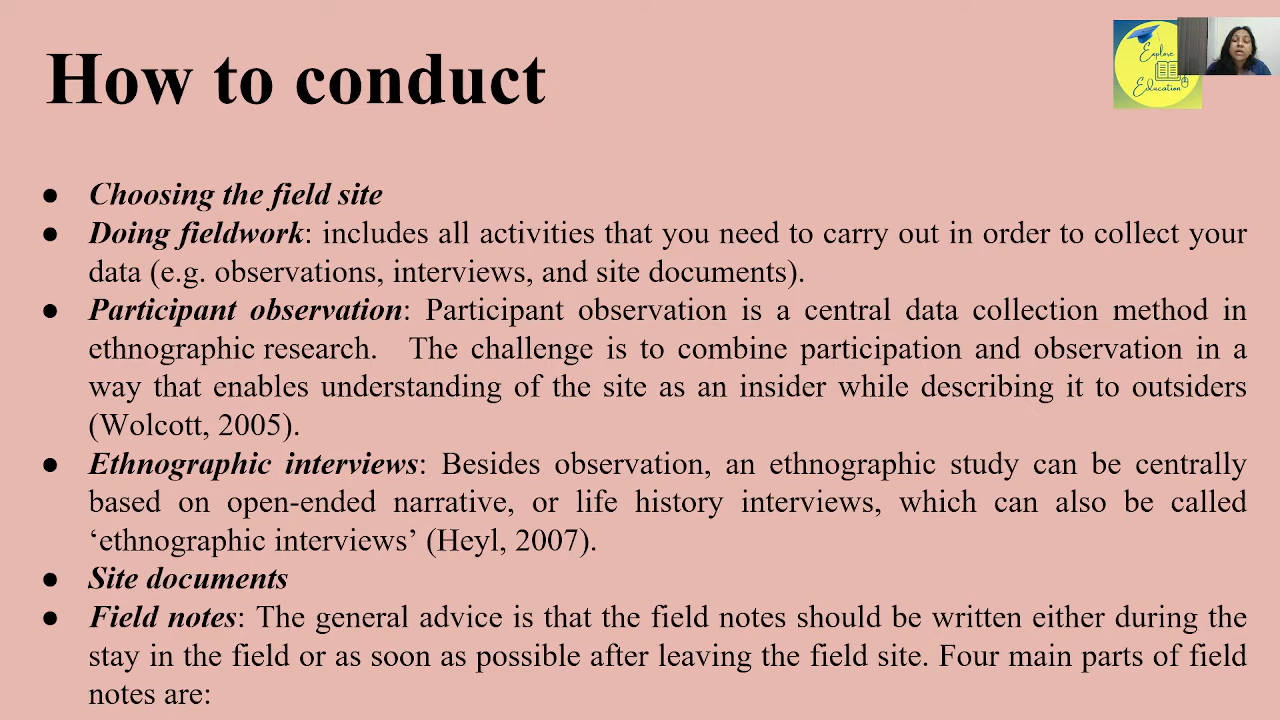 How to conduct
Explore
Education
● Choosing the field site
● Doing fieldwork: includes all activities that you need to carry out in order to collect your
data (e.g. observations, interviews, and site documents).
● Participant observation: Participant observation is a central data collection method in
ethnographic research. The challenge is to combine participation and observation in a
way that enables understanding of the site as an insider while describing it to outsiders
(Wolcott, 2005).
● Ethnographic interviews: Besides observation, an ethnographic study can be centrally
based on open-ended narrative, or life history interviews, which can also be called
‘ethnographic interviews’ (Heyl, 2007).
● Site documents
● Field notes: The general advice is that the field notes should be written either during the
stay in the field or as soon as possible after leaving the field site. Four main parts of field
notes are: